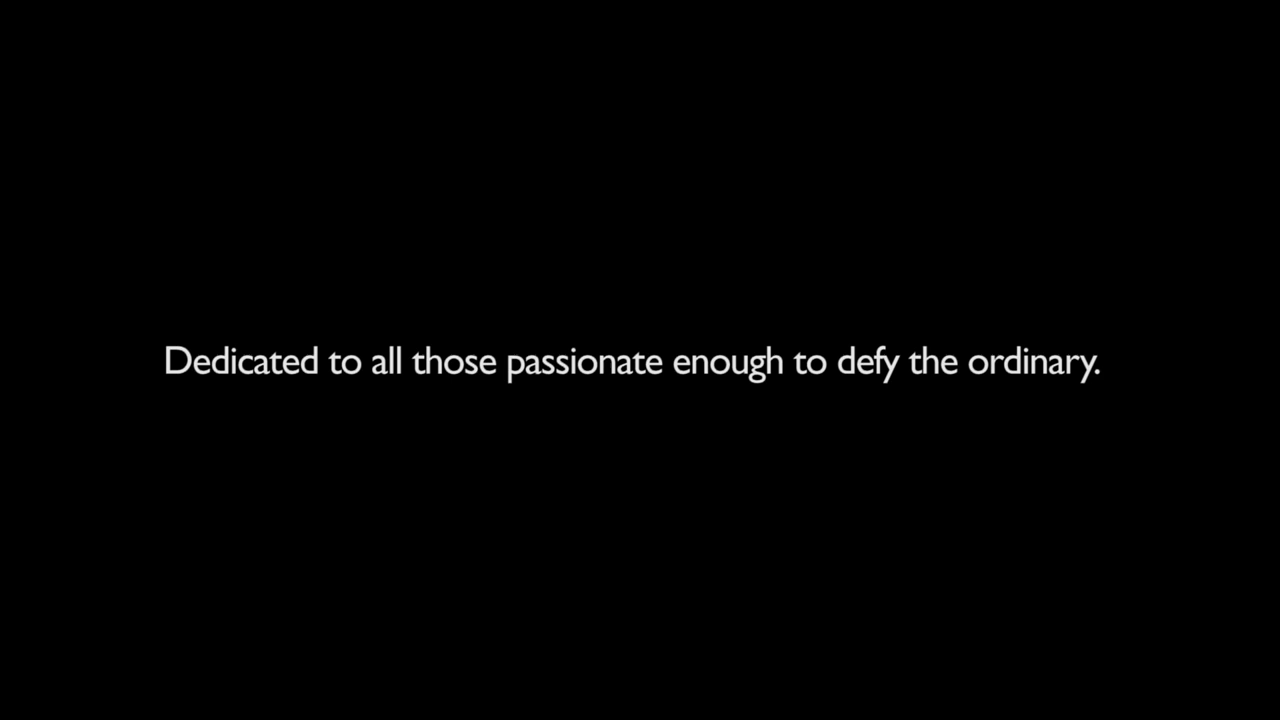 Dedicated to all those passionate enough to defy the ordinary.